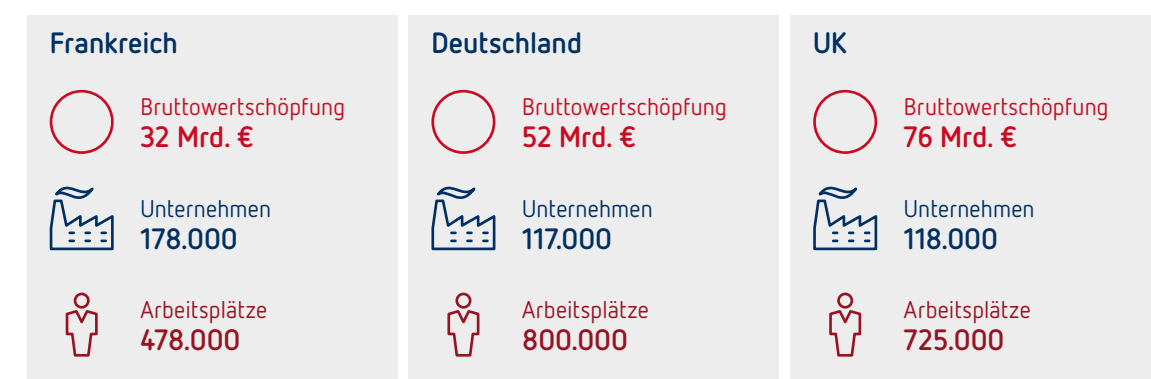 Frankreich
Bruttowertschöpfung
32 Mrd. €
Unternehmen
178.000
Arbeitsplätze
478.000
Deutschland
Bruttowertschöpfung
52 Mrd. €
Unternehmen
117.000
Arbeitsplätze
800.000
UK
Bruttowertschöpfung
76 Mrd. €
Unternehmen
118.000
Arbeitsplätze
725.000